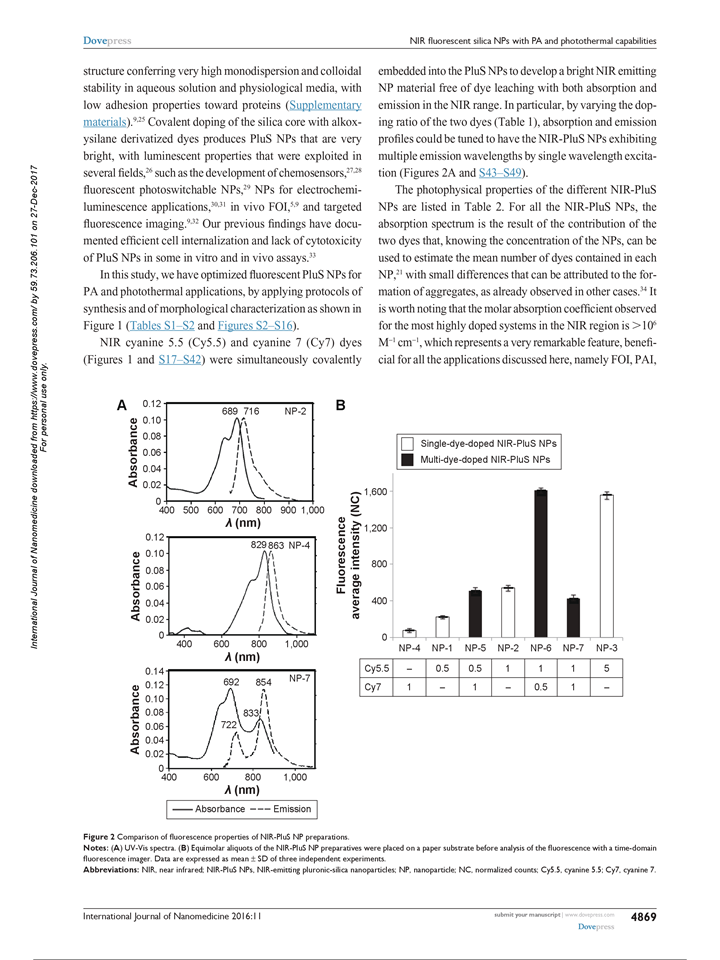 Dovepress
NIR fluorescent silica NPs with PA and photothermal capabilities
International Journal of Nanomedicine downloaded from https://www.dovepress.com/ by 59.73.206.101 on 27-Dec-2017
For personal use only.
structure conferring very high monodispersion and colloidal
stability in aqueous solution and physiological media, with
low adhesion properties toward proteins (Supplementary
materials).9,25 Covalent doping of the silica core with alkox-
ysilane derivatized dyes produces PluS NPs that are very
bright, with luminescent properties that were exploited in
several fields,26 such as the development of chemosensors,27,28
fluorescent photoswitchable NPs,29 NPs for electrochemi-
luminescence applications,30,31 in vivo FOI,5,9 and targeted
fluorescence imaging.9,32 Our previous findings have docu-
mented efficient cell internalization and lack of cytotoxicity
of PluS NPs in some in vitro and in vivo assays.33
In this study, we have optimized fluorescent PluS NPs for
PA and photothermal applications, by applying protocols of
synthesis and of morphological characterization as shown in
Figure 1 (Tables S1–S2 and Figures S2–S16).
NIR cyanine 5.5 (Cy5.5) and cyanine 7 (Cy7) dyes
(Figures 1 and S17–S42) were simultaneously covalently
embedded into the PluS NPs to develop a bright NIR emitting
NP material free of dye leaching with both absorption and
emission in the NIR range. In particular, by varying the dop-
ing ratio of the two dyes (Table 1), absorption and emission
profiles could be tuned to have the NIR-PluS NPs exhibiting
multiple emission wavelengths by single wavelength excita-
tion (Figures 2A and S43–S49).
The photophysical properties of the different NIR-PluS
NPs are listed in Table 2. For all the NIR-PluS NPs, the
absorption spectrum is the result of the contribution of the
two dyes that, knowing the concentration of the NPs, can be
used to estimate the mean number of dyes contained in each
NP,21 with small differences that can be attributed to the for-
mation of aggregates, as already observed in other cases.34 It
is worth noting that the molar absorption coefficient observed
for the most highly doped systems in the NIR region is >106
M−1 cm−1, which represents a very remarkable feature, benefi-
cial for all the applications discussed here, namely FOI, PAI,
A
0.12
0.10
0.08
0.06
0.04
0.02
0
Absorbance
689 716 NP-2
400 500 600 700 800 900 1,000
λ (nm)
0.12
0.10
0.08
0.06
0.04
0.02
0
Absorbance
829 863 NP-4
400 600 800 1,000
λ (nm)
0.14
0.12
0.10
0.08
0.06
0.04
0.02
0
Absorbance
692 854 NP-7
833
722
400 600 800 1,000
λ (nm)
Absorbance Emission
B
Single-dye-doped NIR-PluS NPs
Multi-dye-doped NIR-PluS NPs
Fluorescence
average intensity (NC)
1,600
1,200
800
400
0
NP-4 NP-1 NP-5 NP-2 NP-6 NP-7 NP-3
Cy5.5 – 0.5 0.5 1 1 1 5
Cy7 1 – 1 – 0.5 1 –
Figure 2 Comparison of fluorescence properties of NIR-PluS NP preparations.
Notes: (A) UV-Vis spectra. (B) Equimolar aliquots of the NIR-PluS NP preparatives were placed on a paper substrate before analysis of the fluorescence with a time-domain
fluorescence imager. Data are expressed as mean ± SD of three independent experiments.
Abbreviations: NIR, near infrared; NIR-PluS NPs, NIR-emitting pluronic-silica nanoparticles; NP, nanoparticle; NC, normalized counts; Cy5.5, cyanine 5.5; Cy7, cyanine 7.
International Journal of Nanomedicine 2016:11
submit your manuscript | www.dovepress.com
Dovepress
4869